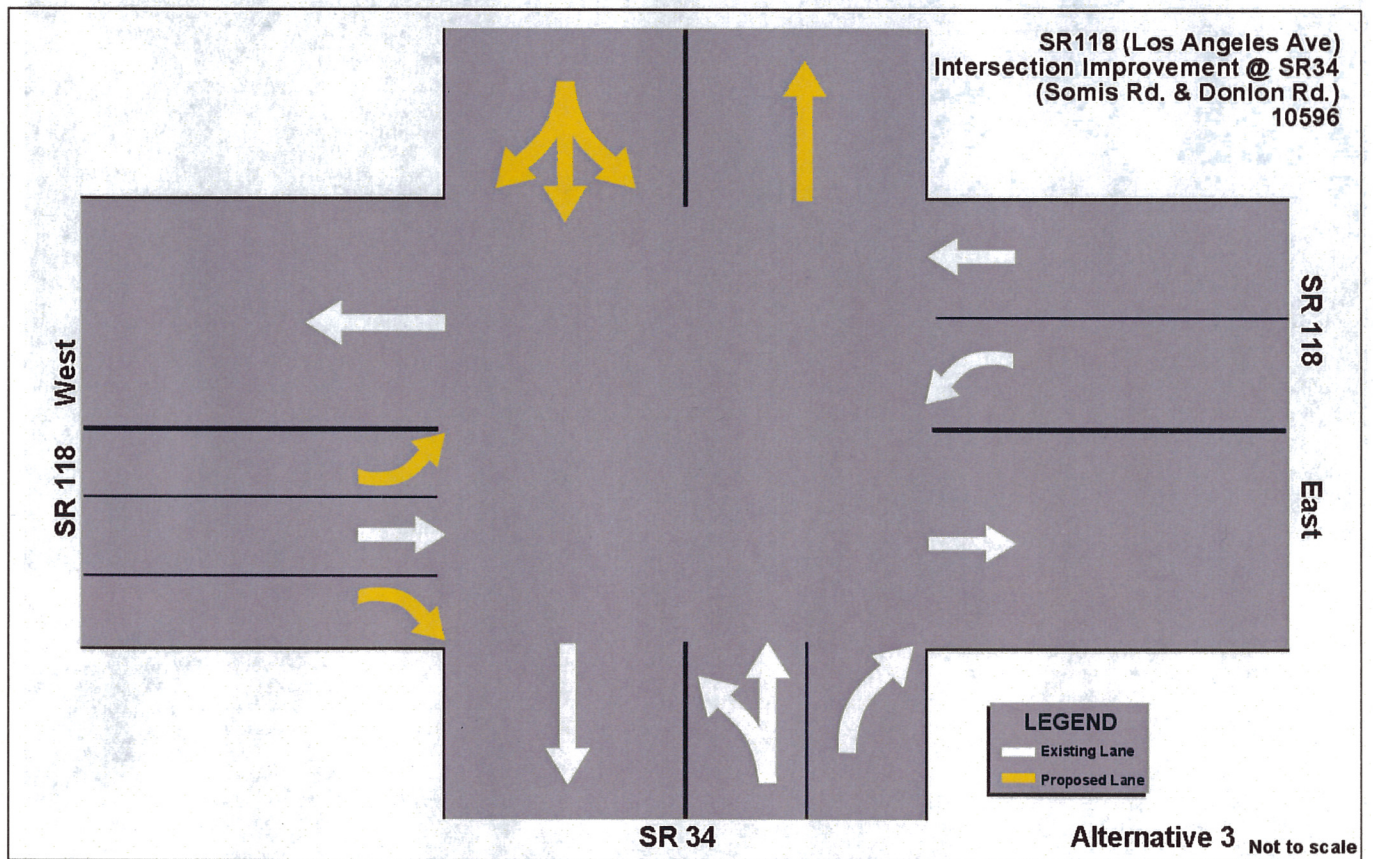 SR118 (Los Angeles Ave)
Intersection Improvement @ SR34
(Somis Rd. & Donlon Rd.)
10596
SR 118 West
SR 118 East
LEGEND
Existing Lane
Proposed Lane
SR 34
Alternative 3
Not to scale